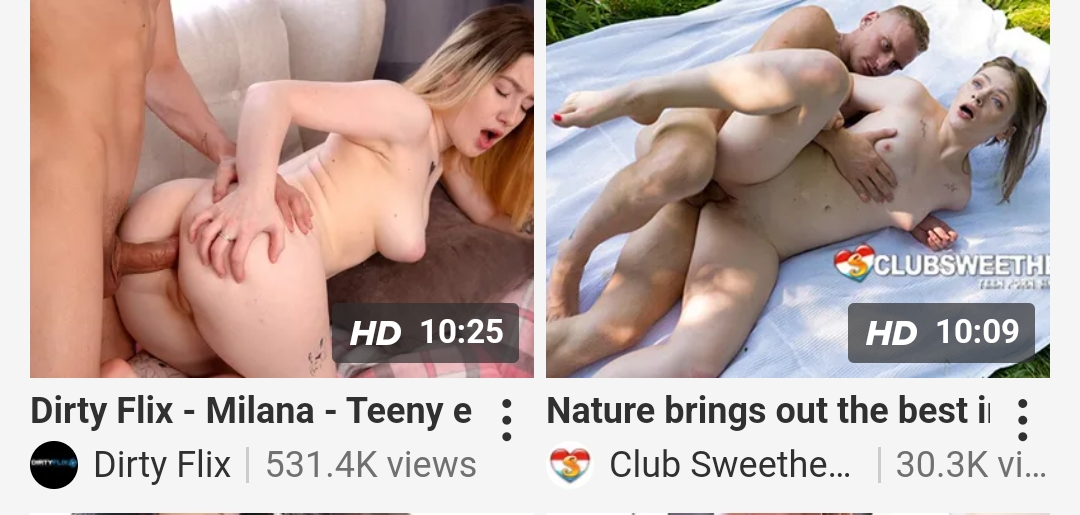 CLUBSWEETH
HD 10:25
HD 10:09
Dirty Flix - Milana - Teeny e
Nature brings out the best i
Dirty Flix
531.4K views
Club Sweethe...
30.3K vi...